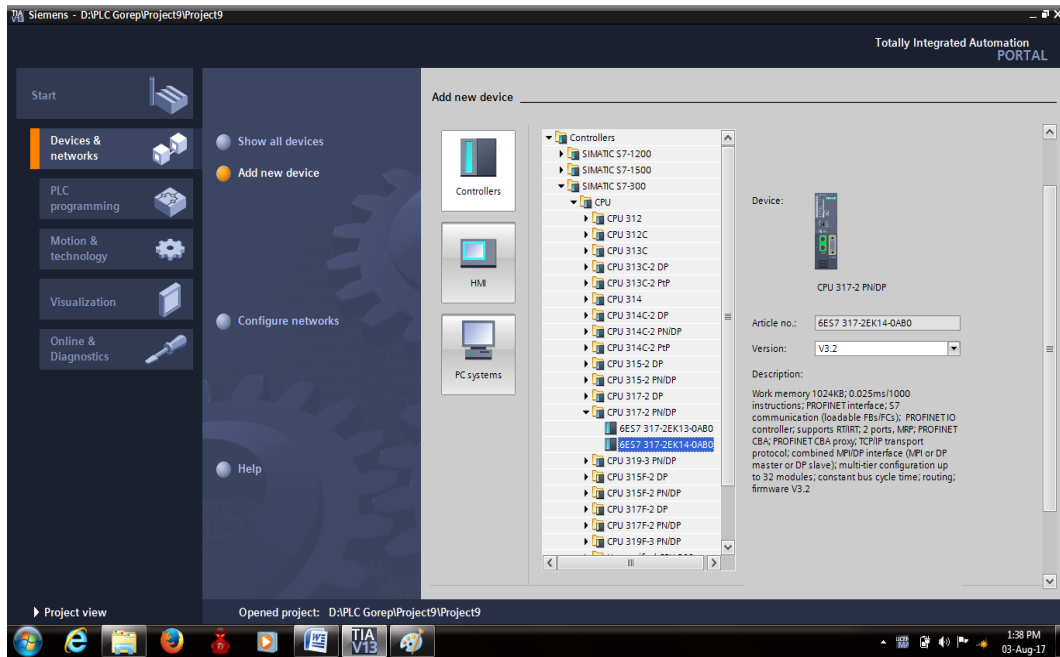 Siemens - D:\PLC Gorep\Project9\Project9
Totally Integrated Automation
PORTAL
Start
Devices &
networks
PLC
programming
Motion &
technology
Visualization
Online &
Diagnostics
Show all devices
Add new device
Configure networks
Help
Add new device
Controllers
HMI
PC systems
Controllers
SIMATIC S7-1200
SIMATIC S7-1500
SIMATIC S7-300
CPU
CPU 312
CPU 312C
CPU 313C
CPU 313C-2 DP
CPU 313C-2 PtP
CPU 314
CPU 314C-2 DP
CPU 314C-2 PN/DP
CPU 314C-2 PtP
CPU 315-2 DP
CPU 315-2 PN/DP
CPU 317-2 DP
CPU 317-2 PN/DP
6ES7 317-2EK13-0AB0
6ES7 317-2EK14-0AB0
CPU 319-3 PN/DP
CPU 315F-2 DP
CPU 315F-2 PN/DP
CPU 317F-2 DP
CPU 317F-2 PN/DP
CPU 319F-3 PN/DP
Device:
CPU 317-2 PN/DP
Article no.: 6ES7 317-2EK14-0AB0
Version: V3.2
Description:
Work memory 1024KB; 0.025ms/1000
instructions; PROFINET interface; S7
communication (loadable FBs/FCs); PROFINET IO
controller; supports RT/IRT; 2 ports, MRP; PROFINET
CBA; PROFINET CBA proxy; TCP/IP transport
protocol; combined MPI/DP interface (MPI or DP
master or DP slave); multi-tier configuration up
to 32 modules; constant bus cycle time; routing;
firmware V3.2
Project view
Opened project: D:\PLC Gorep\Project9\Project9
TIA
V13
1:38 PM
03-Aug-17